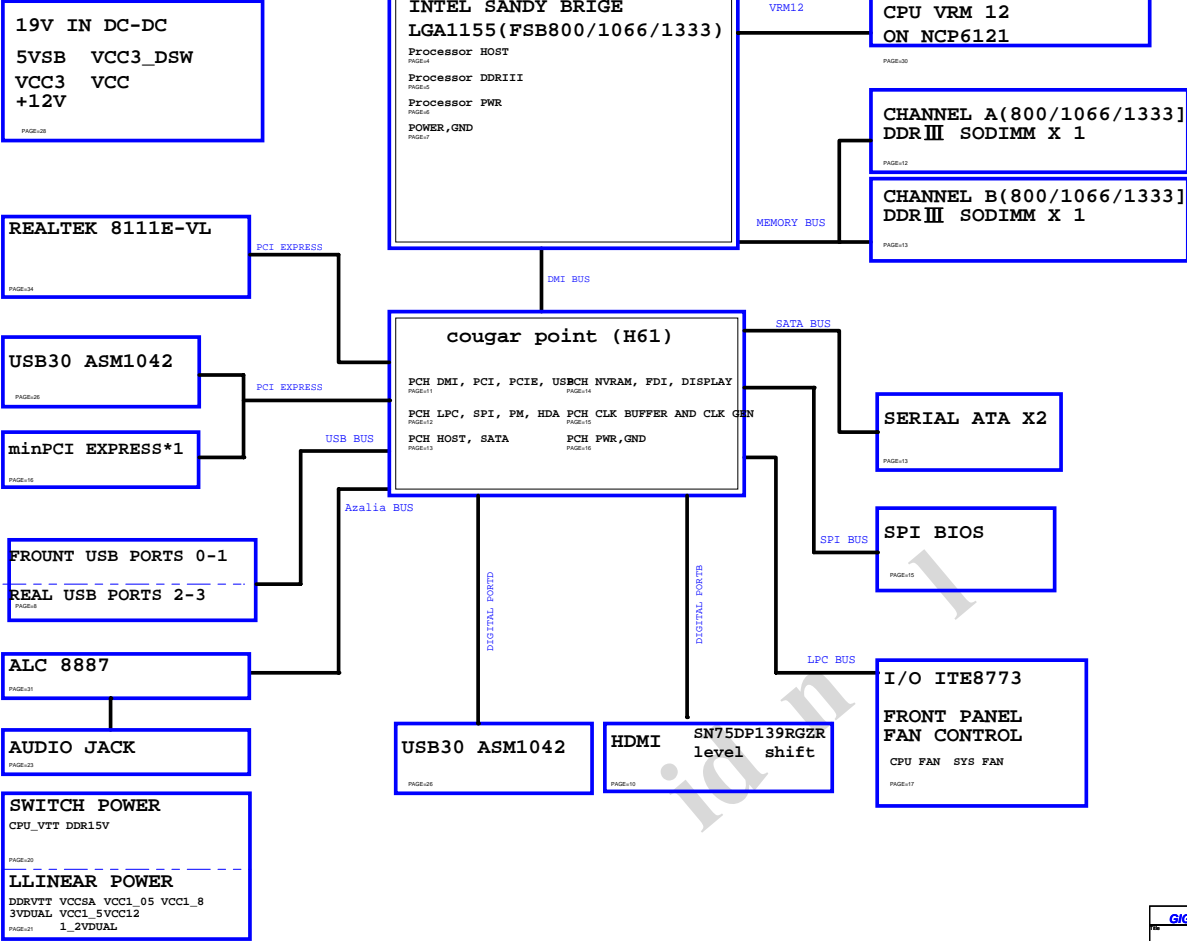 19V IN DC-DC
5VSB VCC3_DSW
VCC3 VCC
+12V
PAGE=28
INTEL SANDY BRIGE
LGA1155(FSB800/1066/1333)
Processor HOST
PAGE=4
Processor DDRIII
PAGE=5
Processor PWR
PAGE=6
POWER,GND
PAGE=7
VRM12
CPU VRM 12
ON NCP6121
PAGE=30
CHANNEL A(800/1066/1333]
DDRⅢ SODIMM X 1
PAGE=12
CHANNEL B(800/1066/1333]
DDRⅢ SODIMM X 1
PAGE=13
MEMORY BUS
DMI BUS
REALTEK 8111E-VL
PAGE=34
PCI EXPRESS
USB30 ASM1042
PAGE=26
PCI EXPRESS
minPCI EXPRESS*1
PAGE=16
USB BUS
Azalia BUS
cougar point (H61)
PCH DMI, PCI, PCIE, USB
PAGE=11
PCH NVRAM, FDI, DISPLAY
PAGE=14
PCH LPC, SPI, PM, HDA
PAGE=12
PCH CLK BUFFER AND CLK GEN
PAGE=15
PCH HOST, SATA
PAGE=13
PCH PWR,GND
PAGE=16
SATA BUS
SERIAL ATA X2
PAGE=13
SPI BUS
SPI BIOS
PAGE=15
LPC BUS
I/O ITE8773
FRONT PANEL
FAN CONTROL
CPU FAN SYS FAN
PAGE=17
FROUNT USB PORTS 0-1
REAL USB PORTS 2-3
PAGE=8
ALC 8887
PAGE=31
AUDIO JACK
PAGE=23
DIGITAL PORTD
DIGITAL PORTB
USB30 ASM1042
PAGE=26
HDMI SN75DP139RGZR
level shift
PAGE=10
SWITCH POWER
CPU_VTT DDR15V
PAGE=20
LLINEAR POWER
DDRVTT VCCSA VCC1_05 VCC1_8
3VDUAL VCC1_5VCC12
1_2VDUAL
PAGE=21
GIG
Title